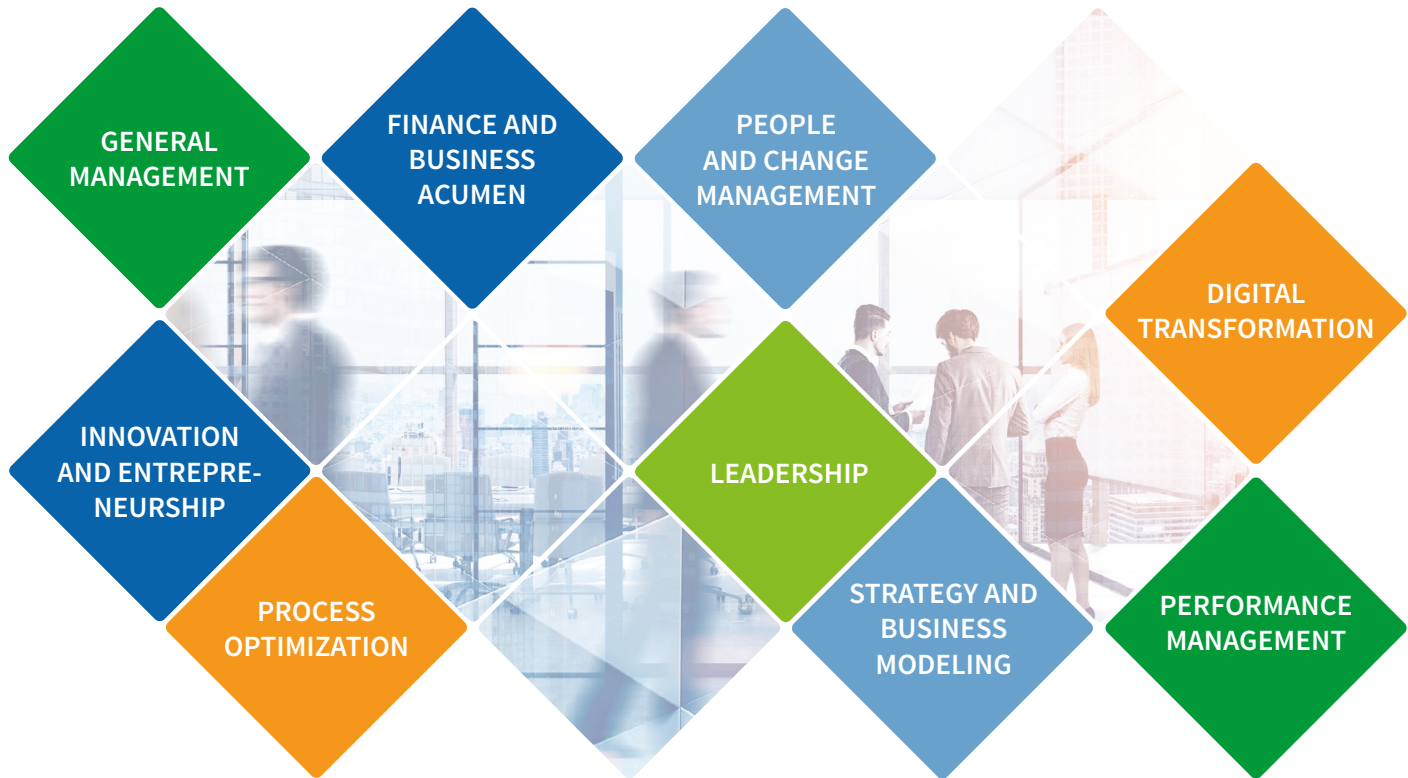 GENERAL
MANAGEMENT
FINANCE AND
BUSINESS
ACUMEN
PEOPLE
AND CHANGE
MANAGEMENT
DIGITAL
TRANSFORMATION
INNOVATION
AND ENTREPRE-
NEURSHIP
LEADERSHIP
PROCESS
OPTIMIZATION
STRATEGY AND
BUSINESS
MODELING
PERFORMANCE
MANAGEMENT